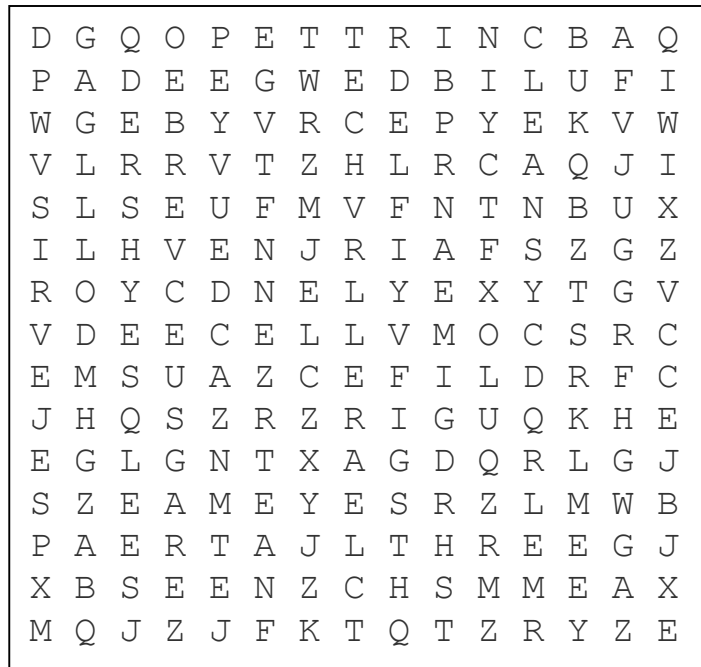 D G Q O P E T T R I N C B A Q
P A D E E G W E D B I L U F I
W G E B Y V R C E P Y E K V W
V L R R V T Z H L R C A Q J I
S L S E U F M V F N T N B U X
I L H V E N J R I A F S Z G Z
R O Y C D N E L Y E X Y T G V
V D E E C E L L V M O C S R C
E M S U A Z C E F I L D R F C
J H Q S Z R Z R I G U Q K H E
E G L G N T X A G D Q R L G J
S Z E A M E Y E S R Z L M W B
P A E R T A J L T H R E E G J
X B S E E N Z C H S M M E A X
M Q J Z J F K T Q T Z R Y Z E